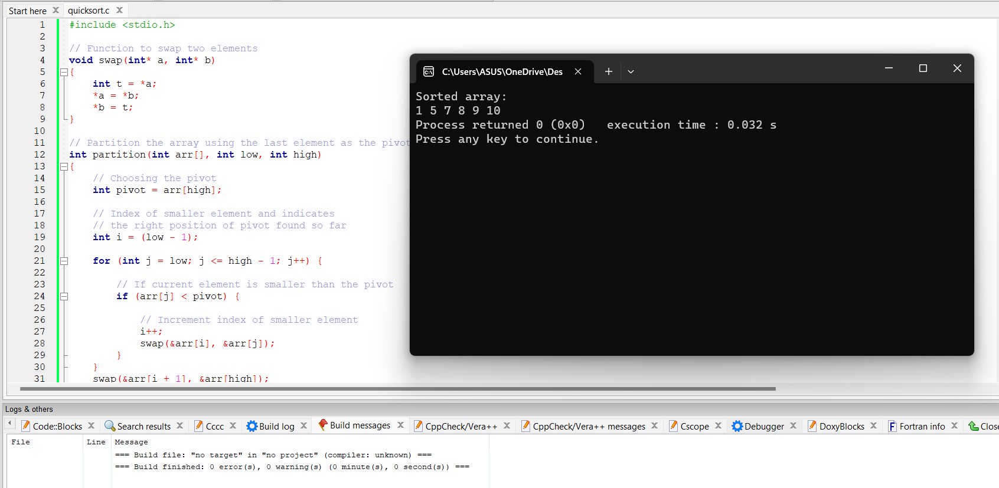 Start here
quicksort.c
1 #include <stdio.h>
2
3 // Function to swap two elements
4 void swap(int* a, int* b)
5 {
6     int t = *a;
7     *a = *b;
8     *b = t;
9 }
10
11 // Partition the array using the last element as the pivot
12 int partition(int arr[], int low, int high)
13 {
14     // Choosing the pivot
15     int pivot = arr[high];
16
17     // Index of smaller element and indicates
18     // the right position of pivot found so far
19     int i = (low - 1);
20
21     for (int j = low; j <= high - 1; j++) {
22
23         // If current element is smaller than the pivot
24         if (arr[j] < pivot) {
25
26             // Increment index of smaller element
27             i++;
28             swap(&arr[i], &arr[j]);
29         }
30     }
31     swap(&arr[i + 1], &arr[high]);
C:\Users\ASUS\OneDrive\Des
Sorted array:
1 5 7 8 9 10
Process returned 0 (0x0)   execution time : 0.032 s
Press any key to continue.
Logs & others
Code::Blocks
Search results
Cccc
Build log
Build messages
CppCheck/Vera++
CppCheck/Vera++ messages
Cscope
Debugger
DoxyBlocks
Fortran info
Close
File Line Message
=== Build file: "no target" in "no project" (compiler: unknown) ===
=== Build finished: 0 error(s), 0 warning(s) (0 minute(s), 0 second(s)) ===